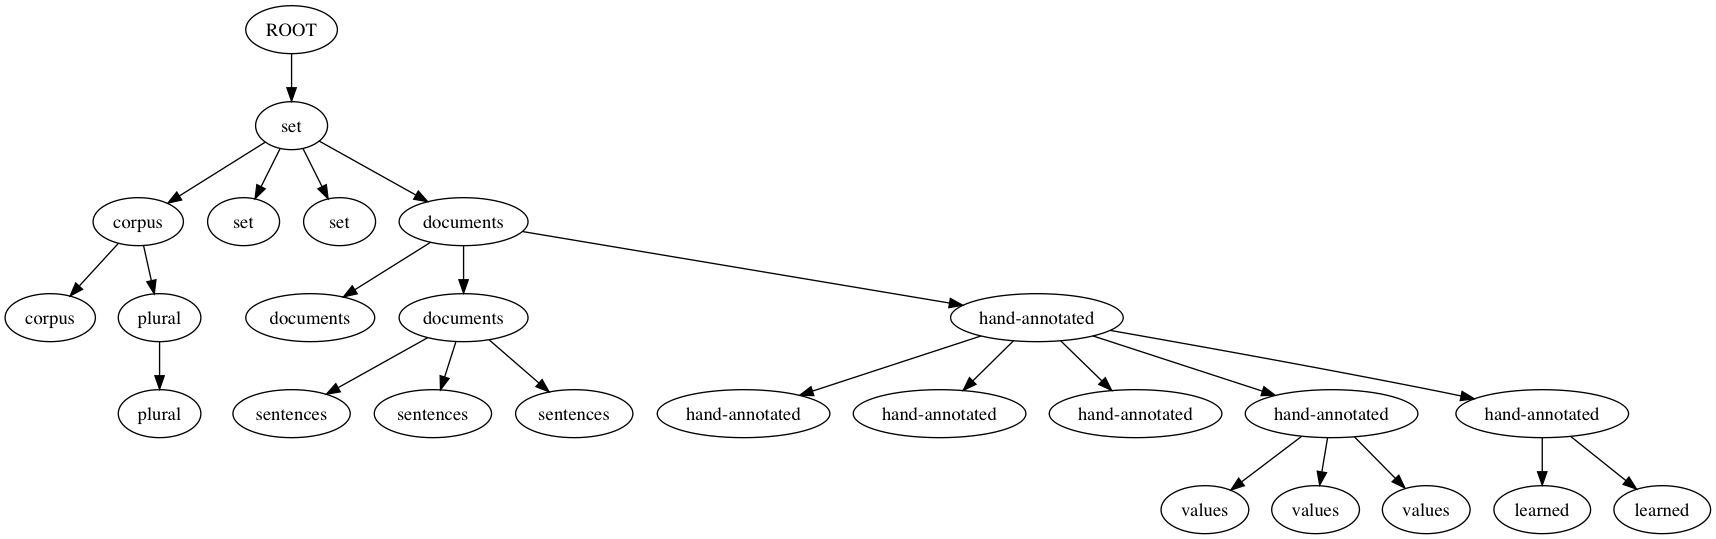 ROOT
set
corpus set set documents
corpus plural documents documents hand-annotated
plural sentences sentences sentences hand-annotated hand-annotated hand-annotated hand-annotated hand-annotated
values values values learned learned